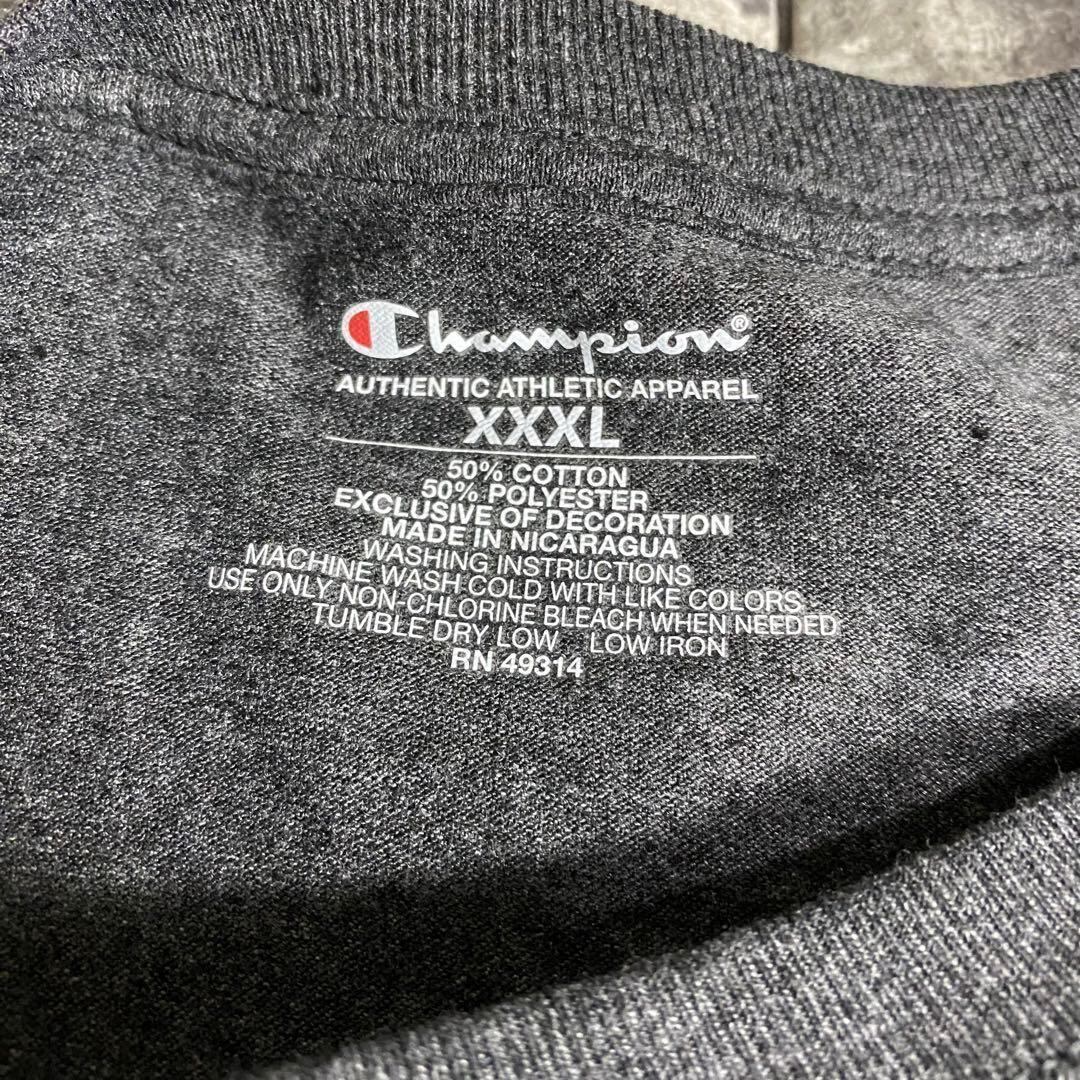 Champion®
AUTHENTIC ATHLETIC APPAREL
XXXL
50% COTTON
50% POLYESTER
EXCLUSIVE OF DECORATION
MADE IN NICARAGUA
WASHING INSTRUCTIONS
MACHINE WASH COLD WITH LIKE COLORS.
USE ONLY NON-CHLORINE BLEACH WHEN NEEDED
TUMBLE DRY LOW LOW IRON
RN 49314